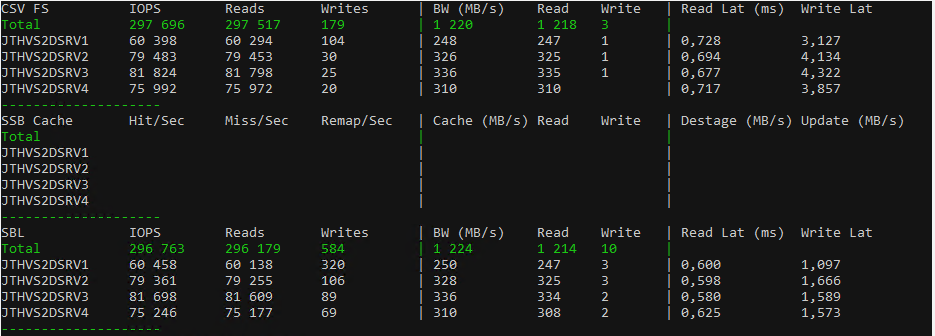 CSV FS IOPS Reads Writes | BW (MB/s) Read Write | Read Lat (ms) Write Lat
Total 297 696 297 517 179 | 1 220 1 218 3 |
JTHVS2DSRV1 60 398 60 294 104 | 248 247 1 | 0,728 3,127
JTHVS2DSRV2 79 483 79 453 30 | 326 325 1 | 0,694 4,134
JTHVS2DSRV3 81 824 81 798 25 | 336 335 1 | 0,677 4,322
JTHVS2DSRV4 75 992 75 972 20 | 310 310 | 0,717 3,857
--------------------
SSB Cache Hit/Sec Miss/Sec Remap/Sec | Cache (MB/s) Read Write | Destage (MB/s) Update (MB/s)
Total | |
JTHVS2DSRV1 | |
JTHVS2DSRV2 | |
JTHVS2DSRV3 | |
JTHVS2DSRV4 | |
--------------------
SBL IOPS Reads Writes | BW (MB/s) Read Write | Read Lat (ms) Write Lat
Total 296 763 296 179 584 | 1 224 1 214 10 |
JTHVS2DSRV1 60 458 60 138 320 | 250 247 3 | 0,600 1,097
JTHVS2DSRV2 79 361 79 255 106 | 328 325 3 | 0,598 1,666
JTHVS2DSRV3 81 698 81 609 89 | 336 334 2 | 0,580 1,589
JTHVS2DSRV4 75 246 75 177 69 | 310 308 2 | 0,625 1,573
--------------------